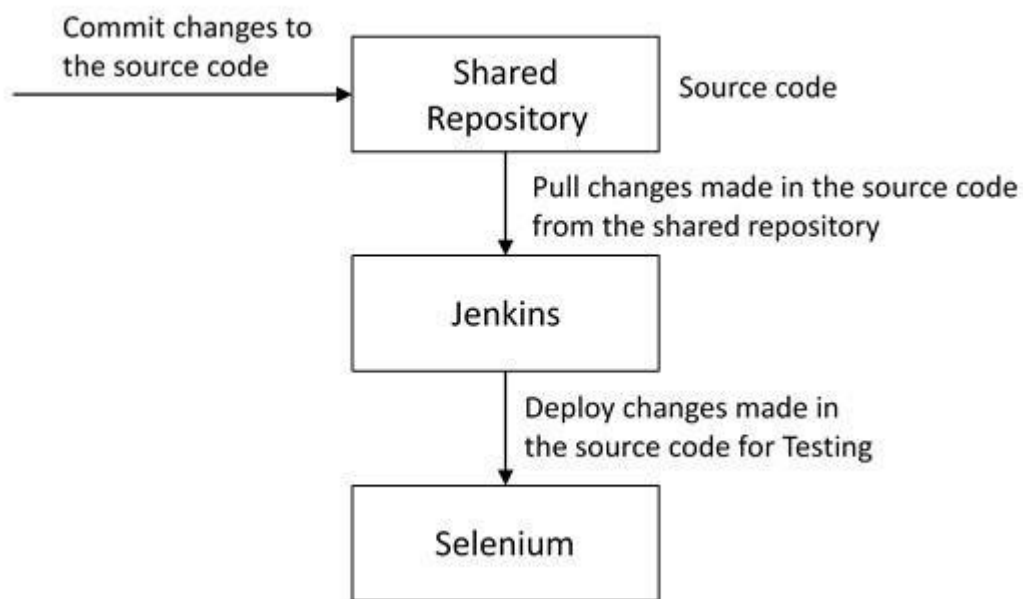 Commit changes to
the source code
Shared
Repository
Source code
Pull changes made in the source code
from the shared repository
Jenkins
Deploy changes made in
the source code for Testing
Selenium